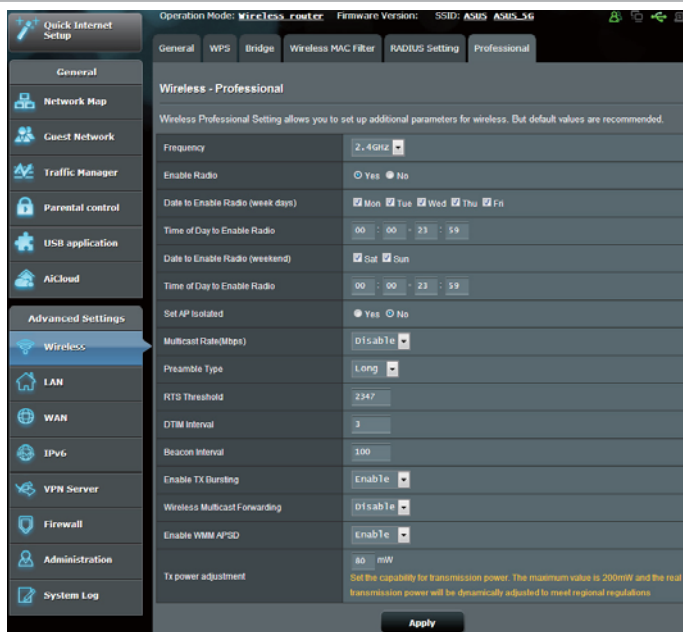 Quick Internet
Setup
Operation Mode: Wireless router Firmware Version: SSID: ASUS ASUS_5G
General WPS Bridge Wireless MAC Filter RADIUS Setting Professional
General
Network Map
Guest Network
Traffic Manager
Parental control
USB application
AiCloud
Advanced Settings
Wireless
LAN
WAN
IPv6
VPN Server
Firewall
Administration
System Log
Wireless - Professional
Wireless Professional Setting allows you to set up additional parameters for wireless. But default values are recommended.
Frequency 2.4GHz
Enable Radio Yes No
Date to Enable Radio (week days) Mon Tue Wed Thu Fri
Time of Day to Enable Radio 00 : 00 - 23 : 59
Date to Enable Radio (weekend) Sat Sun
Time of Day to Enable Radio 00 : 00 - 23 : 59
Set AP Isolated Yes No
Multicast Rate(Mbps) Disable
Preamble Type Long
RTS Threshold 2347
DTIM Interval 3
Beacon Interval 100
Enable TX Bursting Enable
Wireless Multicast Forwarding Disable
Enable WMM APSD Enable
Tx power adjustment 80 mW
Set the capability for transmission power. The maximum value is 200mW and the real
transmission power will be dynamically adjusted to meet regional regulations
Apply